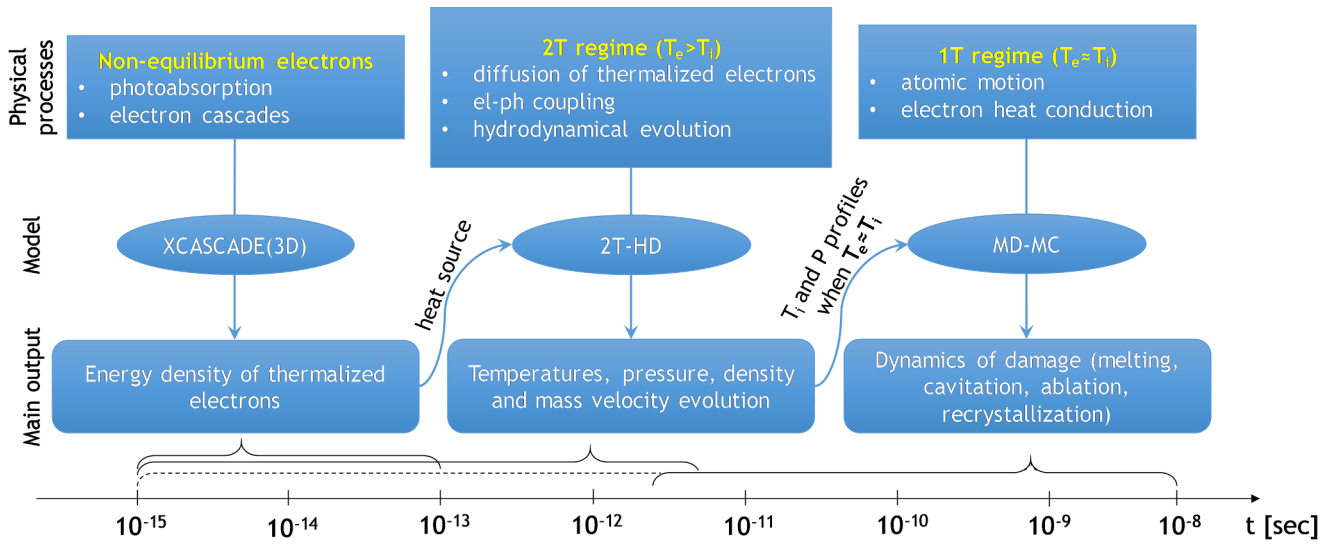 Physical
processes
Non-equilibrium electrons
• photoabsorption
• electron cascades
2T regime (Tₑ>Tᵢ)
• diffusion of thermalized electrons
• el-ph coupling
• hydrodynamical evolution
1T regime (Tₑ≈Tᵢ)
• atomic motion
• electron heat conduction
Model
XCASCADE(3D)
heat source
2T-HD
Tᵢ and P profiles
when Tₑ≈Tᵢ
MD-MC
Main output
Energy density of thermalized
electrons
Temperatures, pressure, density
and mass velocity evolution
Dynamics of damage (melting,
cavitation, ablation,
recrystallization)
10⁻¹⁵ 10⁻¹⁴ 10⁻¹³ 10⁻¹² 10⁻¹¹ 10⁻¹⁰ 10⁻⁹ 10⁻⁸ t [sec]